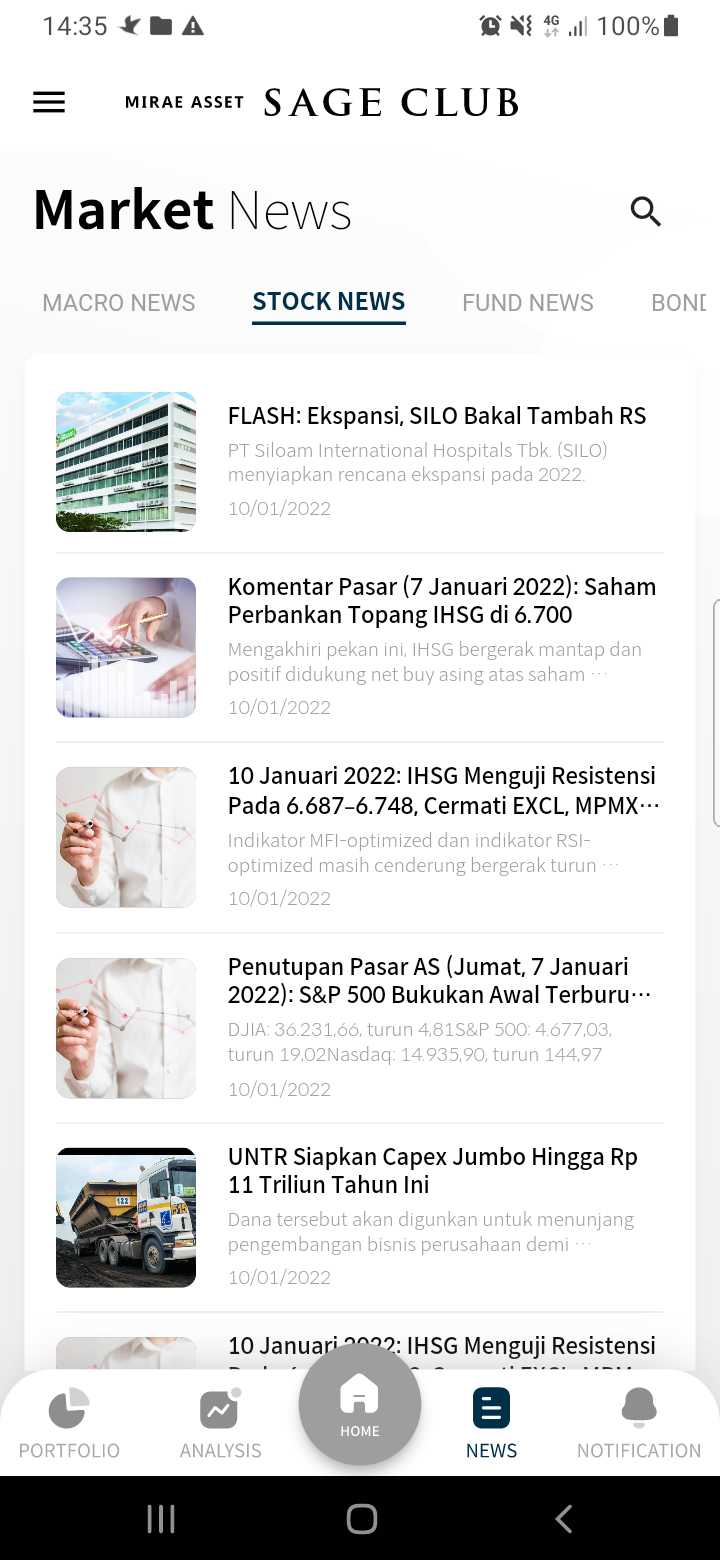 14:35 4G 100%
MIRAE ASSET SAGE CLUB
Market News
MACRO NEWS STOCK NEWS FUND NEWS BOND
FLASH: Ekspansi, SILO Bakal Tambah RS
PT Siloam International Hospitals Tbk. (SILO)
menyiapkan rencana ekspansi pada 2022.
10/01/2022
Komentar Pasar (7 Januari 2022): Saham
Perbankan Topang IHSG di 6.700
Mengakhiri pekan ini, IHSG bergerak mantap dan
positif didukung net buy asing atas saham ...
10/01/2022
10 Januari 2022: IHSG Menguji Resistensi
Pada 6.687-6.748, Cermati EXCL, MPMX...
Indikator MFI-optimized dan indikator RSI-
optimized masih cenderung bergerak turun ...
10/01/2022
Penutupan Pasar AS (Jumat, 7 Januari
2022): S&P 500 Bukukan Awal Terburu...
DJIA: 36.231,66, turun 4,81S&P 500: 4.677,03,
turun 19,02Nasdaq: 14.935,90, turun 144,97
10/01/2022
122
UNTR Siapkan Capex Jumbo Hingga Rp
11 Triliun Tahun Ini
Dana tersebut akan digunkan untuk menunjang
pengembangan bisnis perusahaan demi ...
10/01/2022
10 Januari 2022: IHSG Menguji Resistensi
HOME
PORTFOLIO ANALYSIS NEWS NOTIFICATION